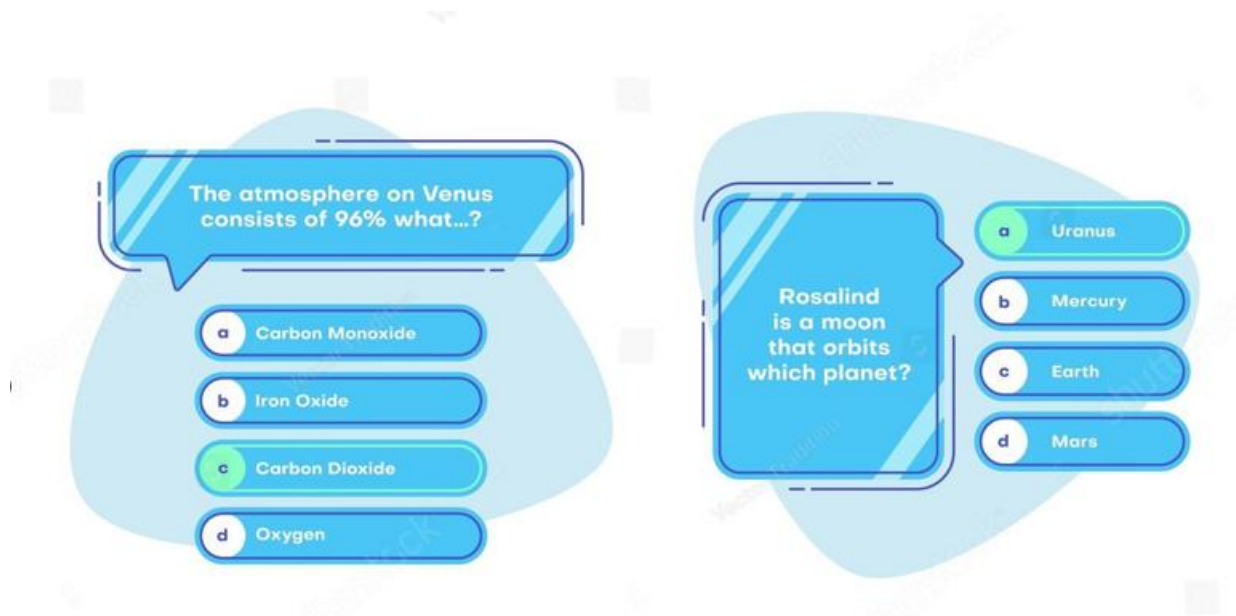 The atmosphere on Venus
consists of 96% what...?
a Carbon Monoxide
b Iron Oxide
c Carbon Dioxide
d Oxygen
Rosalind
is a moon
that orbits
which planet?
a Uranus
b Mercury
c Earth
d Mars